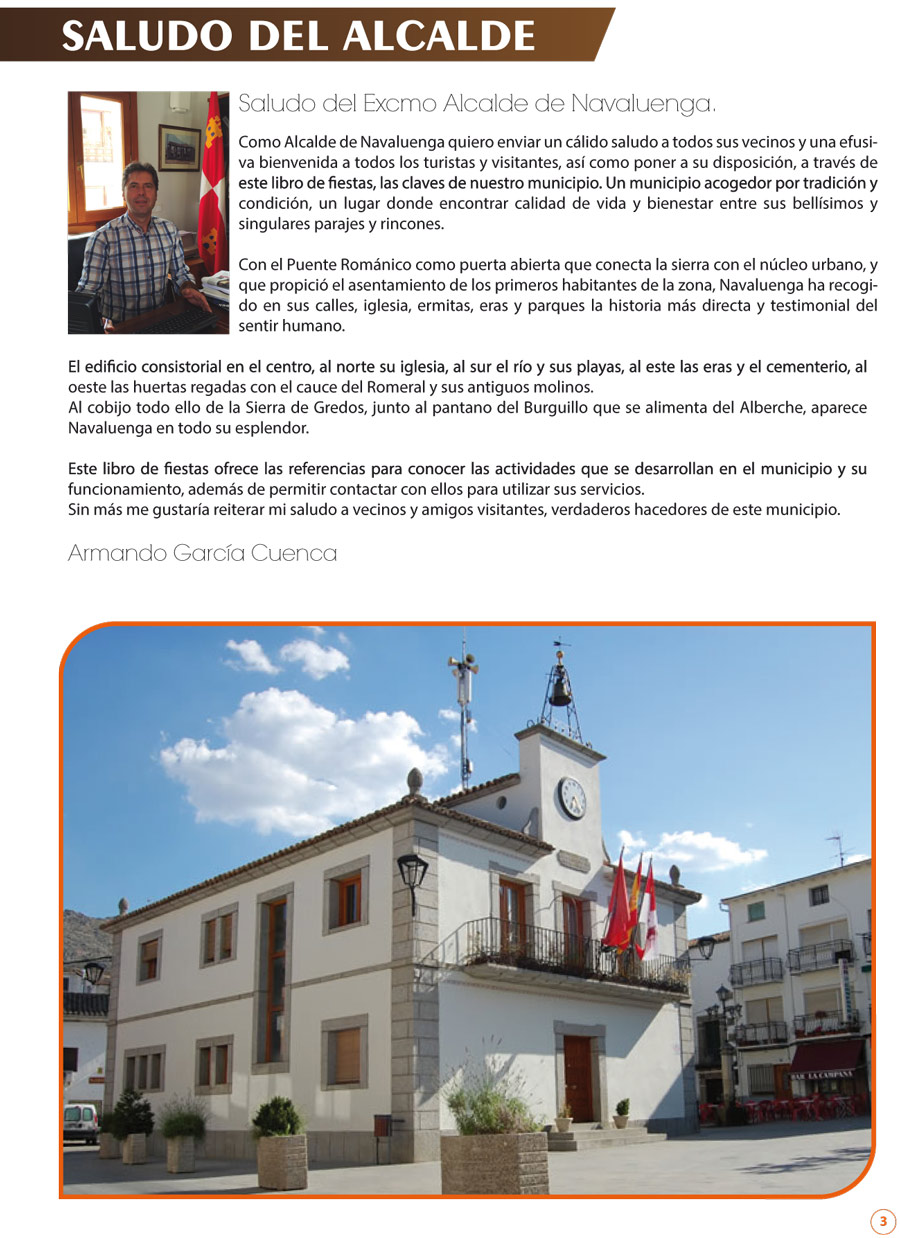 SALUDO DEL ALCALDE
Saludo del Excmo Alcalde de Navaluenga.
Como Alcalde de Navaluenga quiero enviar un cálido saludo a todos sus vecinos y una efusi-
va bienvenida a todos los turistas y visitantes, así como poner a su disposición, a través de
este libro de fiestas, las claves de nuestro municipio. Un municipio acogedor por tradición y
condición, un lugar donde encontrar calidad de vida y bienestar entre sus bellísimos y
singulares parajes y rincones.
Con el Puente Románico como puerta abierta que conecta la sierra con el núcleo urbano, y
que propició el asentamiento de los primeros habitantes de la zona, Navaluenga ha recogi-
do en sus calles, iglesia, ermitas, eras y parques la historia más directa y testimonial del
sentir humano.
El edificio consistorial en el centro, al norte su iglesia, al sur el río y sus playas, al este las eras y el cementerio, al
oeste las huertas regadas con el cauce del Romeral y sus antiguos molinos.
Al cobijo todo ello de la Sierra de Gredos, junto al pantano del Burguillo que se alimenta del Alberche, aparece
Navaluenga en todo su esplendor.
Este libro de fiestas ofrece las referencias para conocer las actividades que se desarrollan en el municipio y su
funcionamiento, además de permitir contactar con ellos para utilizar sus servicios.
Sin más me gustaría reiterar mi saludo a vecinos y amigos visitantes, verdaderos hacedores de este municipio.
Armando García Cuenca
BAR LA CAMPANA
3